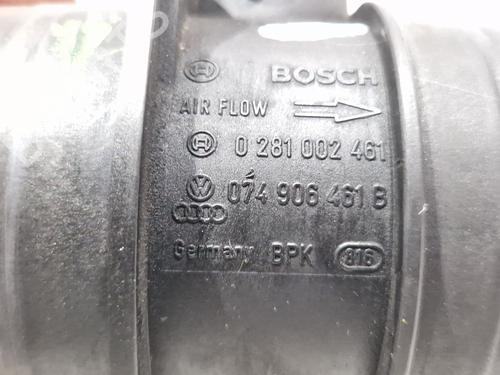 BOSCH
AIR FLOW
0 281 002 461
074 906 461 B
Germany BPK 816